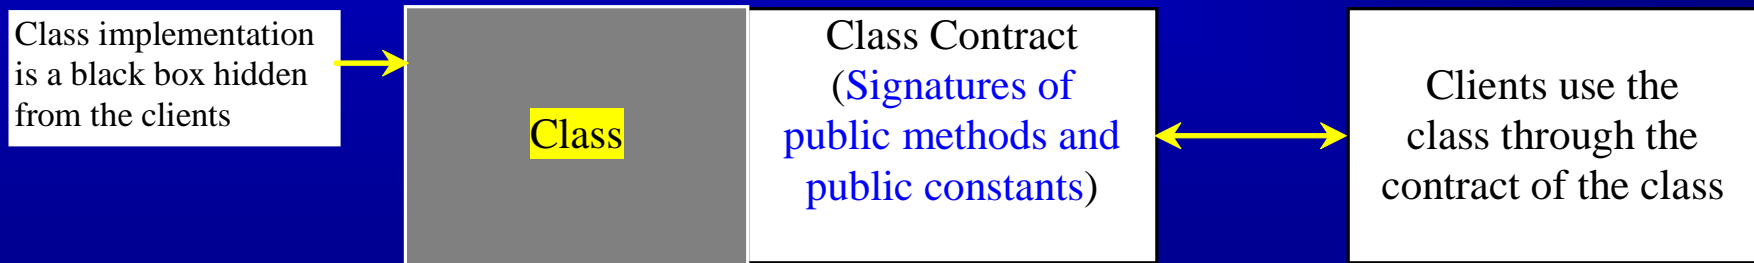 Class implementation
is a black box hidden
from the clients
Class
Class Contract
(Signatures of
public methods and
public constants)
Clients use the
class through the
contract of the class